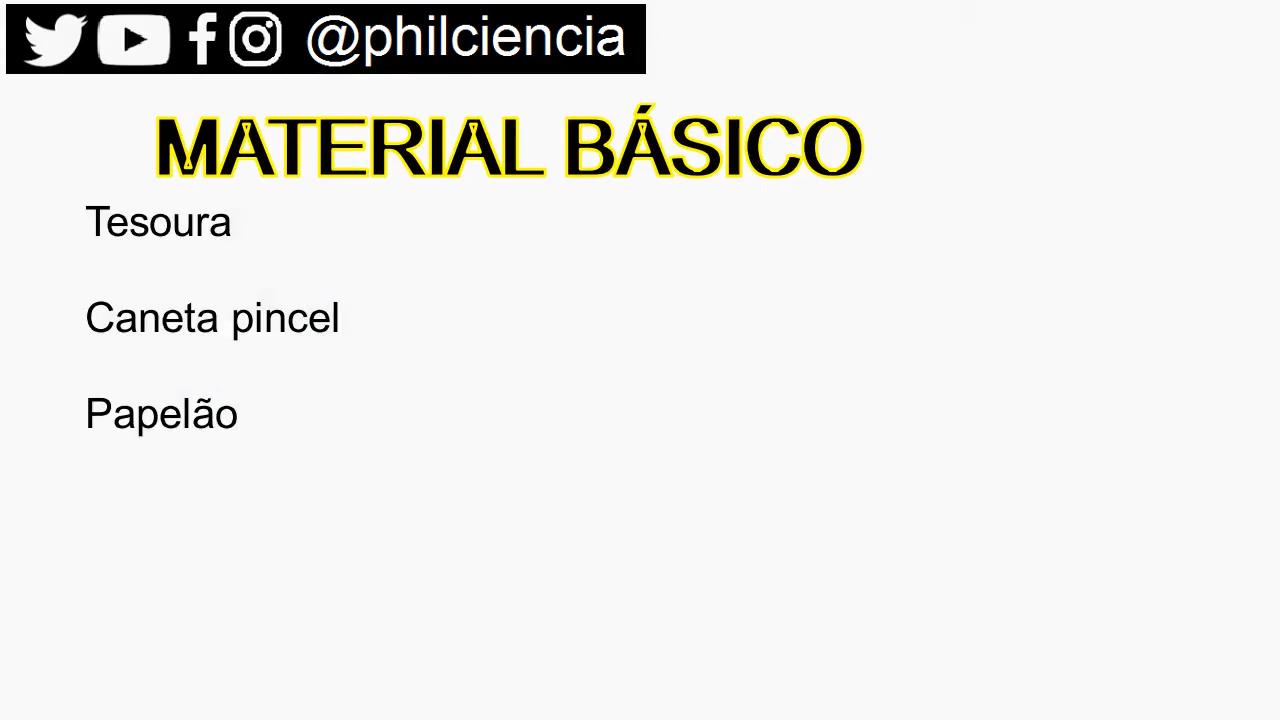 @philciencia
MATERIAL BÁSICO
Tesoura
Caneta pincel
Papelão